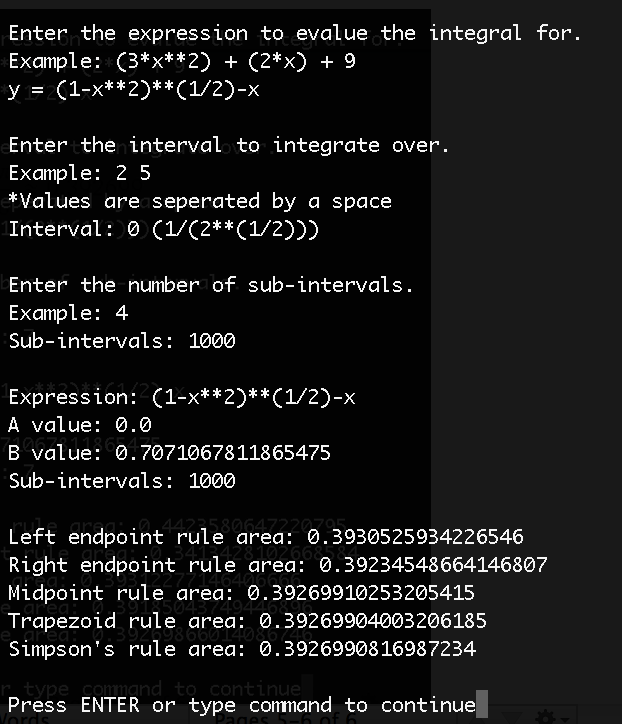 Enter the expression to evalue the integral for.
Example: (3*x**2) + (2*x) + 9
y = (1-x**2)**(1/2)-x
Enter the interval to integrate over.
Example: 2 5
*Values are seperated by a space
Interval: 0 (1/(2**(1/2)))
Enter the number of sub-intervals.
Example: 4
Sub-intervals: 1000
Expression: (1-x**2)**(1/2)-x
A value: 0.0
B value: 0.7071067811865475
Sub-intervals: 1000
Left endpoint rule area: 0.3930525934226546
Right endpoint rule area: 0.39234548664146807
Midpoint rule area: 0.39269910253205415
Trapezoid rule area: 0.39269904003206185
Simpson's rule area: 0.3926990816987234
Press ENTER or type command to continue